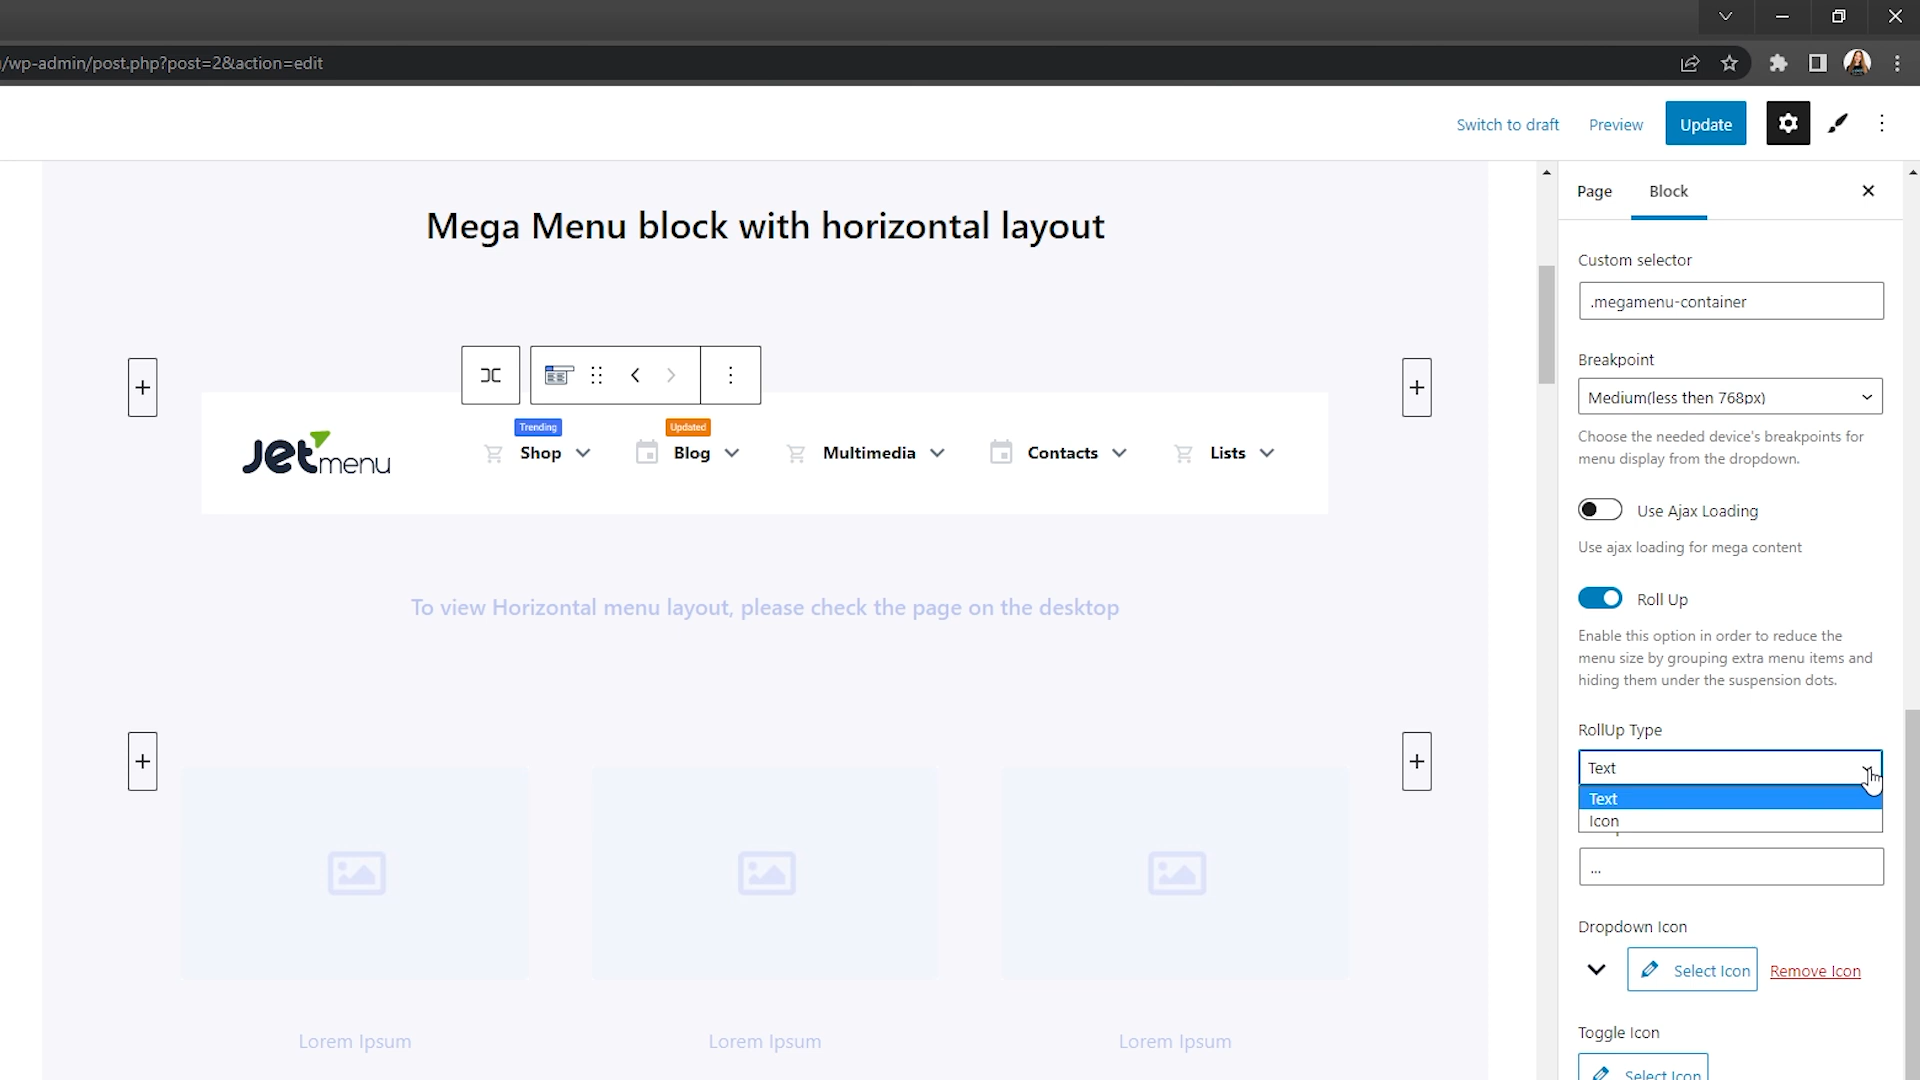 /wp-admin/post.php?post=2&action=edit
Switch to draft
Preview
Update
Page
Block
Mega Menu block with horizontal layout
Custom selector
.megamenu-container
Breakpoint
Medium(less then 768px)
Choose the needed device's breakpoints for
menu display from the dropdown.
jetmenu
Trending
Shop
Updated
Blog
Multimedia
Contacts
Lists
Use Ajax Loading
Use ajax loading for mega content
To view Horizontal menu layout, please check the page on the desktop
Roll Up
Enable this option in order to reduce the
menu size by grouping extra menu items and
hiding them under the suspension dots.
RollUp Type
Text
Text
Icon
...
Dropdown Icon
Select Icon
Remove Icon
Toggle Icon
Select Icon
Lorem Ipsum
Lorem Ipsum
Lorem Ipsum